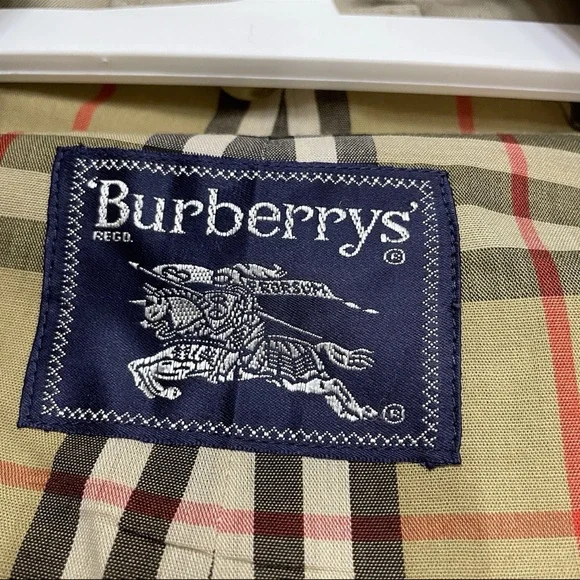 'Burberrys'
REGD. ®
PRORSUM
®